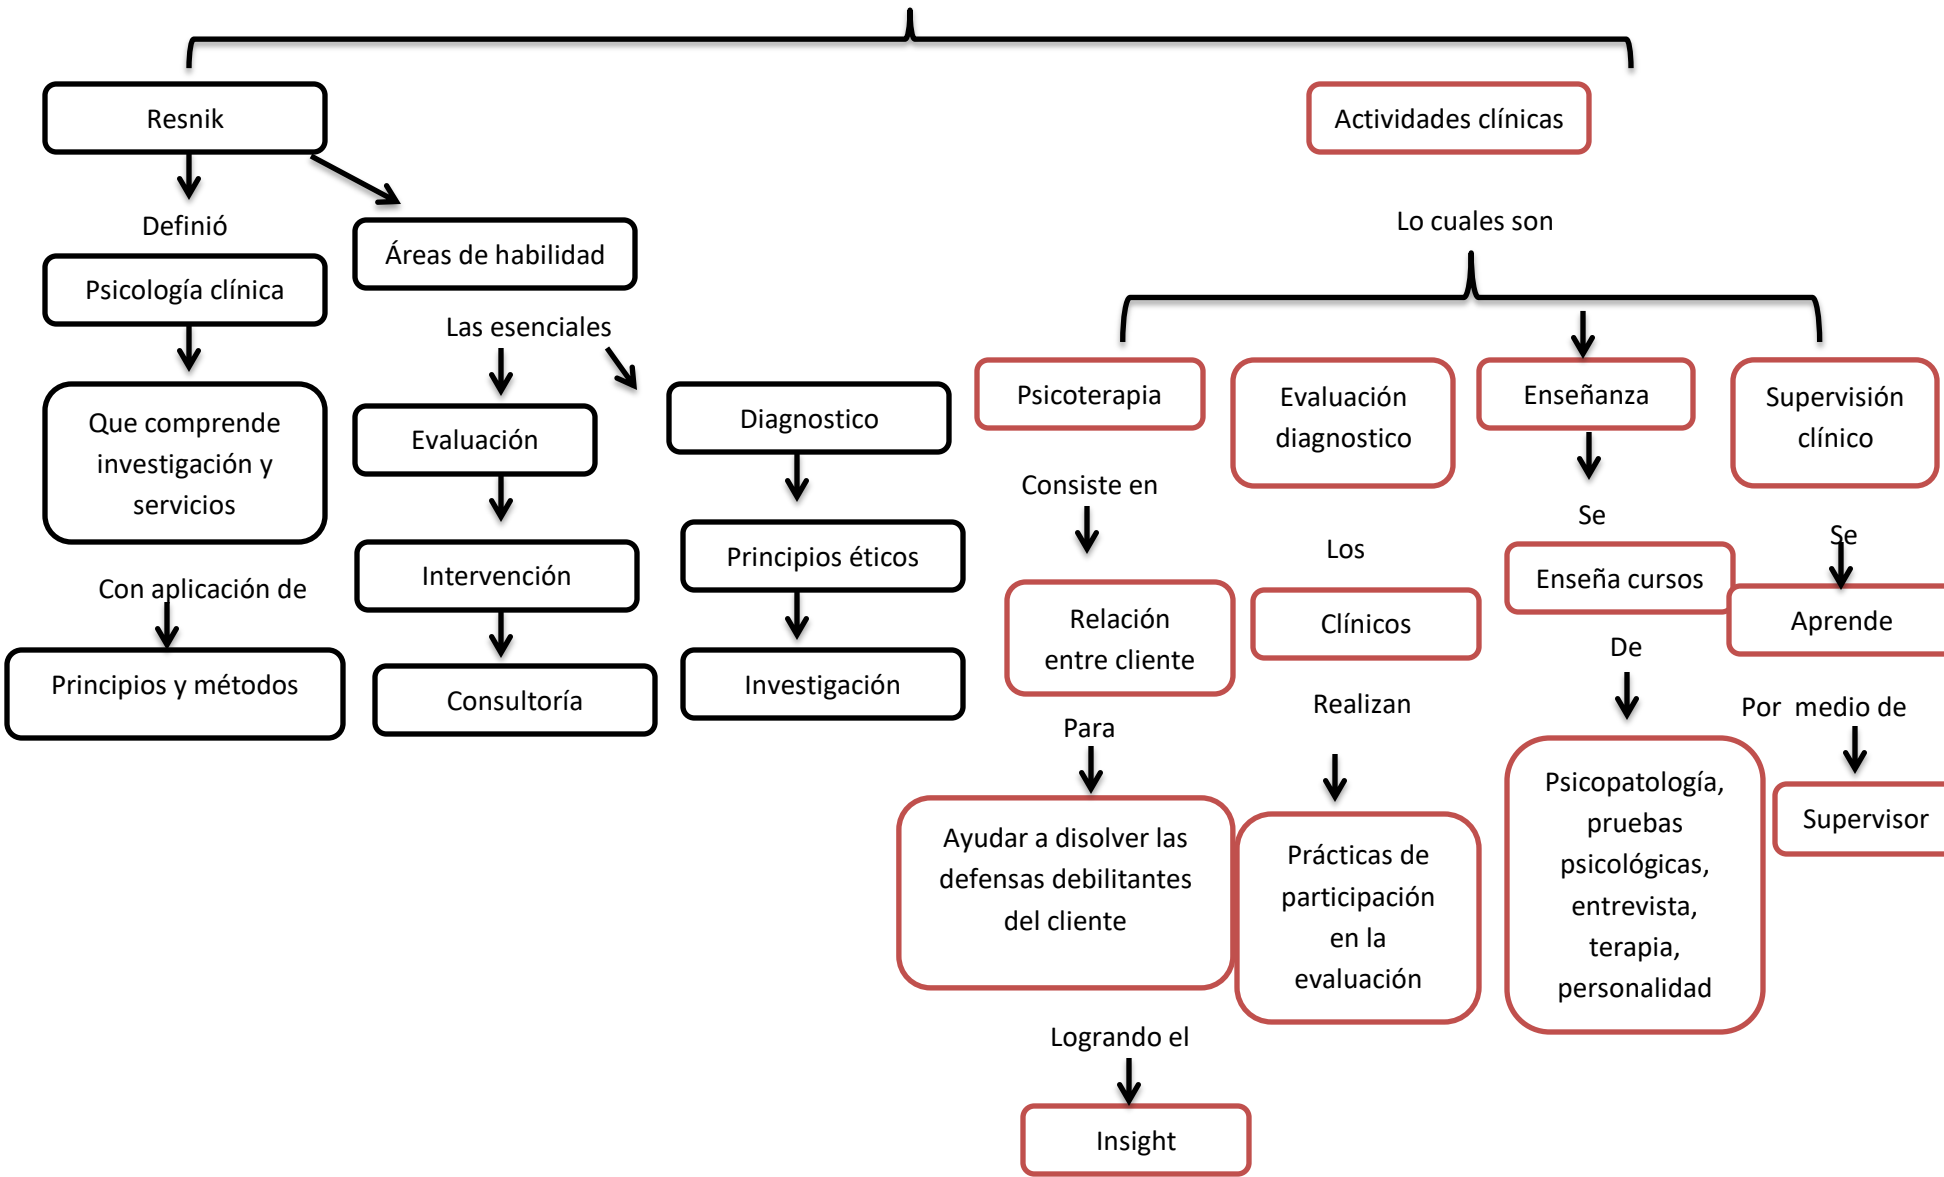 Resnik
Actividades clínicas
Definió
Áreas de habilidad
Lo cuales son
Psicología clínica
Las esenciales
Que comprende
investigación y
servicios
Evaluación
Diagnostico
Psicoterapia
Evaluación
diagnostico
Enseñanza
Supervisión
clínico
Con aplicación de
Principios y métodos
Intervención
Consultoría
Principios éticos
Investigación
Consiste en
Relación
entre cliente
Para
Ayudar a disolver las
defensas debilitantes
del cliente
Logrando el
Insight
Los
Clínicos
Realizan
Prácticas de
participación
en la
evaluación
Se
Enseña cursos
De
Psicopatología,
pruebas
psicológicas,
entrevista,
terapia,
personalidad
Se
Aprende
Por medio de
Supervisor